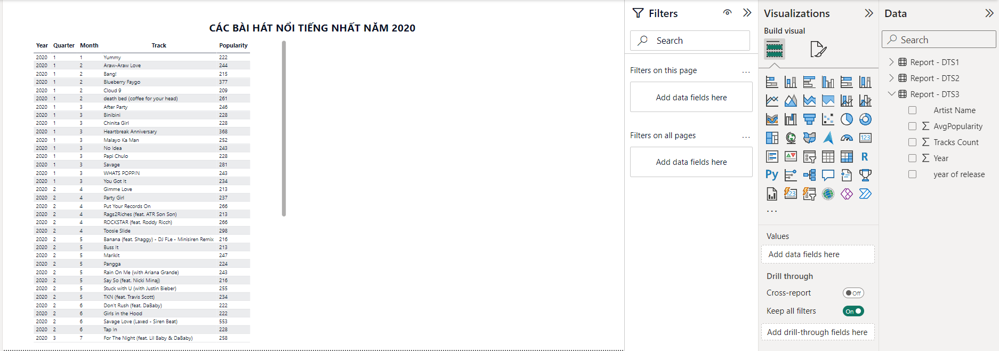 CÁC BÀI HÁT NỔI TIẾNG NHẤT NĂM 2020
Year Quarter Month Track Popularity
2020 1 1 Yummy 222
2020 1 2 Araw-Araw Love 244
2020 1 2 Bang! 215
2020 1 2 Blueberry Faygo 377
2020 1 2 Cloud 9 209
2020 1 2 death bed (coffee for your head) 261
2020 1 3 After Party 246
2020 1 3 Binibini 228
2020 1 3 Chinita Girl 228
2020 1 3 Heartbreak Anniversary 368
2020 1 3 Malayo Ka Man 252
2020 1 3 No Idea 243
2020 1 3 Papi Chulo 228
2020 1 3 Savage 281
2020 1 3 WHATS POPPIN 243
2020 1 3 You Got It 234
2020 2 4 Gimme Love 213
2020 2 4 Party Girl 237
2020 2 4 Put Your Records On 266
2020 2 4 Rags2Riches (feat. ATR Son Son) 213
2020 2 4 ROCKSTAR (feat. Roddy Ricch) 266
2020 2 4 Toosie Slide 298
2020 2 5 Banana (feat. Shaggy) - DJ FLe - Minisiren Remix 216
2020 2 5 Buss It 213
2020 2 5 Marikit 247
2020 2 5 Pangga 224
2020 2 5 Rain On Me (with Ariana Grande) 243
2020 2 5 Say So (feat. Nicki Minaj) 216
2020 2 5 Stuck with U (with Justin Bieber) 255
2020 2 5 TKN (feat. Travis Scott) 234
2020 2 6 Don't Rush (feat. DaBaby) 222
2020 2 6 Girls in the Hood 222
2020 2 6 Savage Love (Laxed - Siren Beat) 553
2020 2 6 Tap In 228
2020 3 7 For The Night (feat. Lil Baby & DaBaby) 258
Filters
Search
Filters on this page ...
Add data fields here
Filters on all pages ...
Add data fields here
Visualizations
Build visual
123
R
Py
123
...
Values
Add data fields here
Drill through
Cross-report Off
Keep all filters On
Add drill-through fields here
Data
Search
Report - DTS1
Report - DTS2
Report - DTS3
Artist Name
Σ AvgPopularity
Σ Tracks Count
Σ Year
year of release